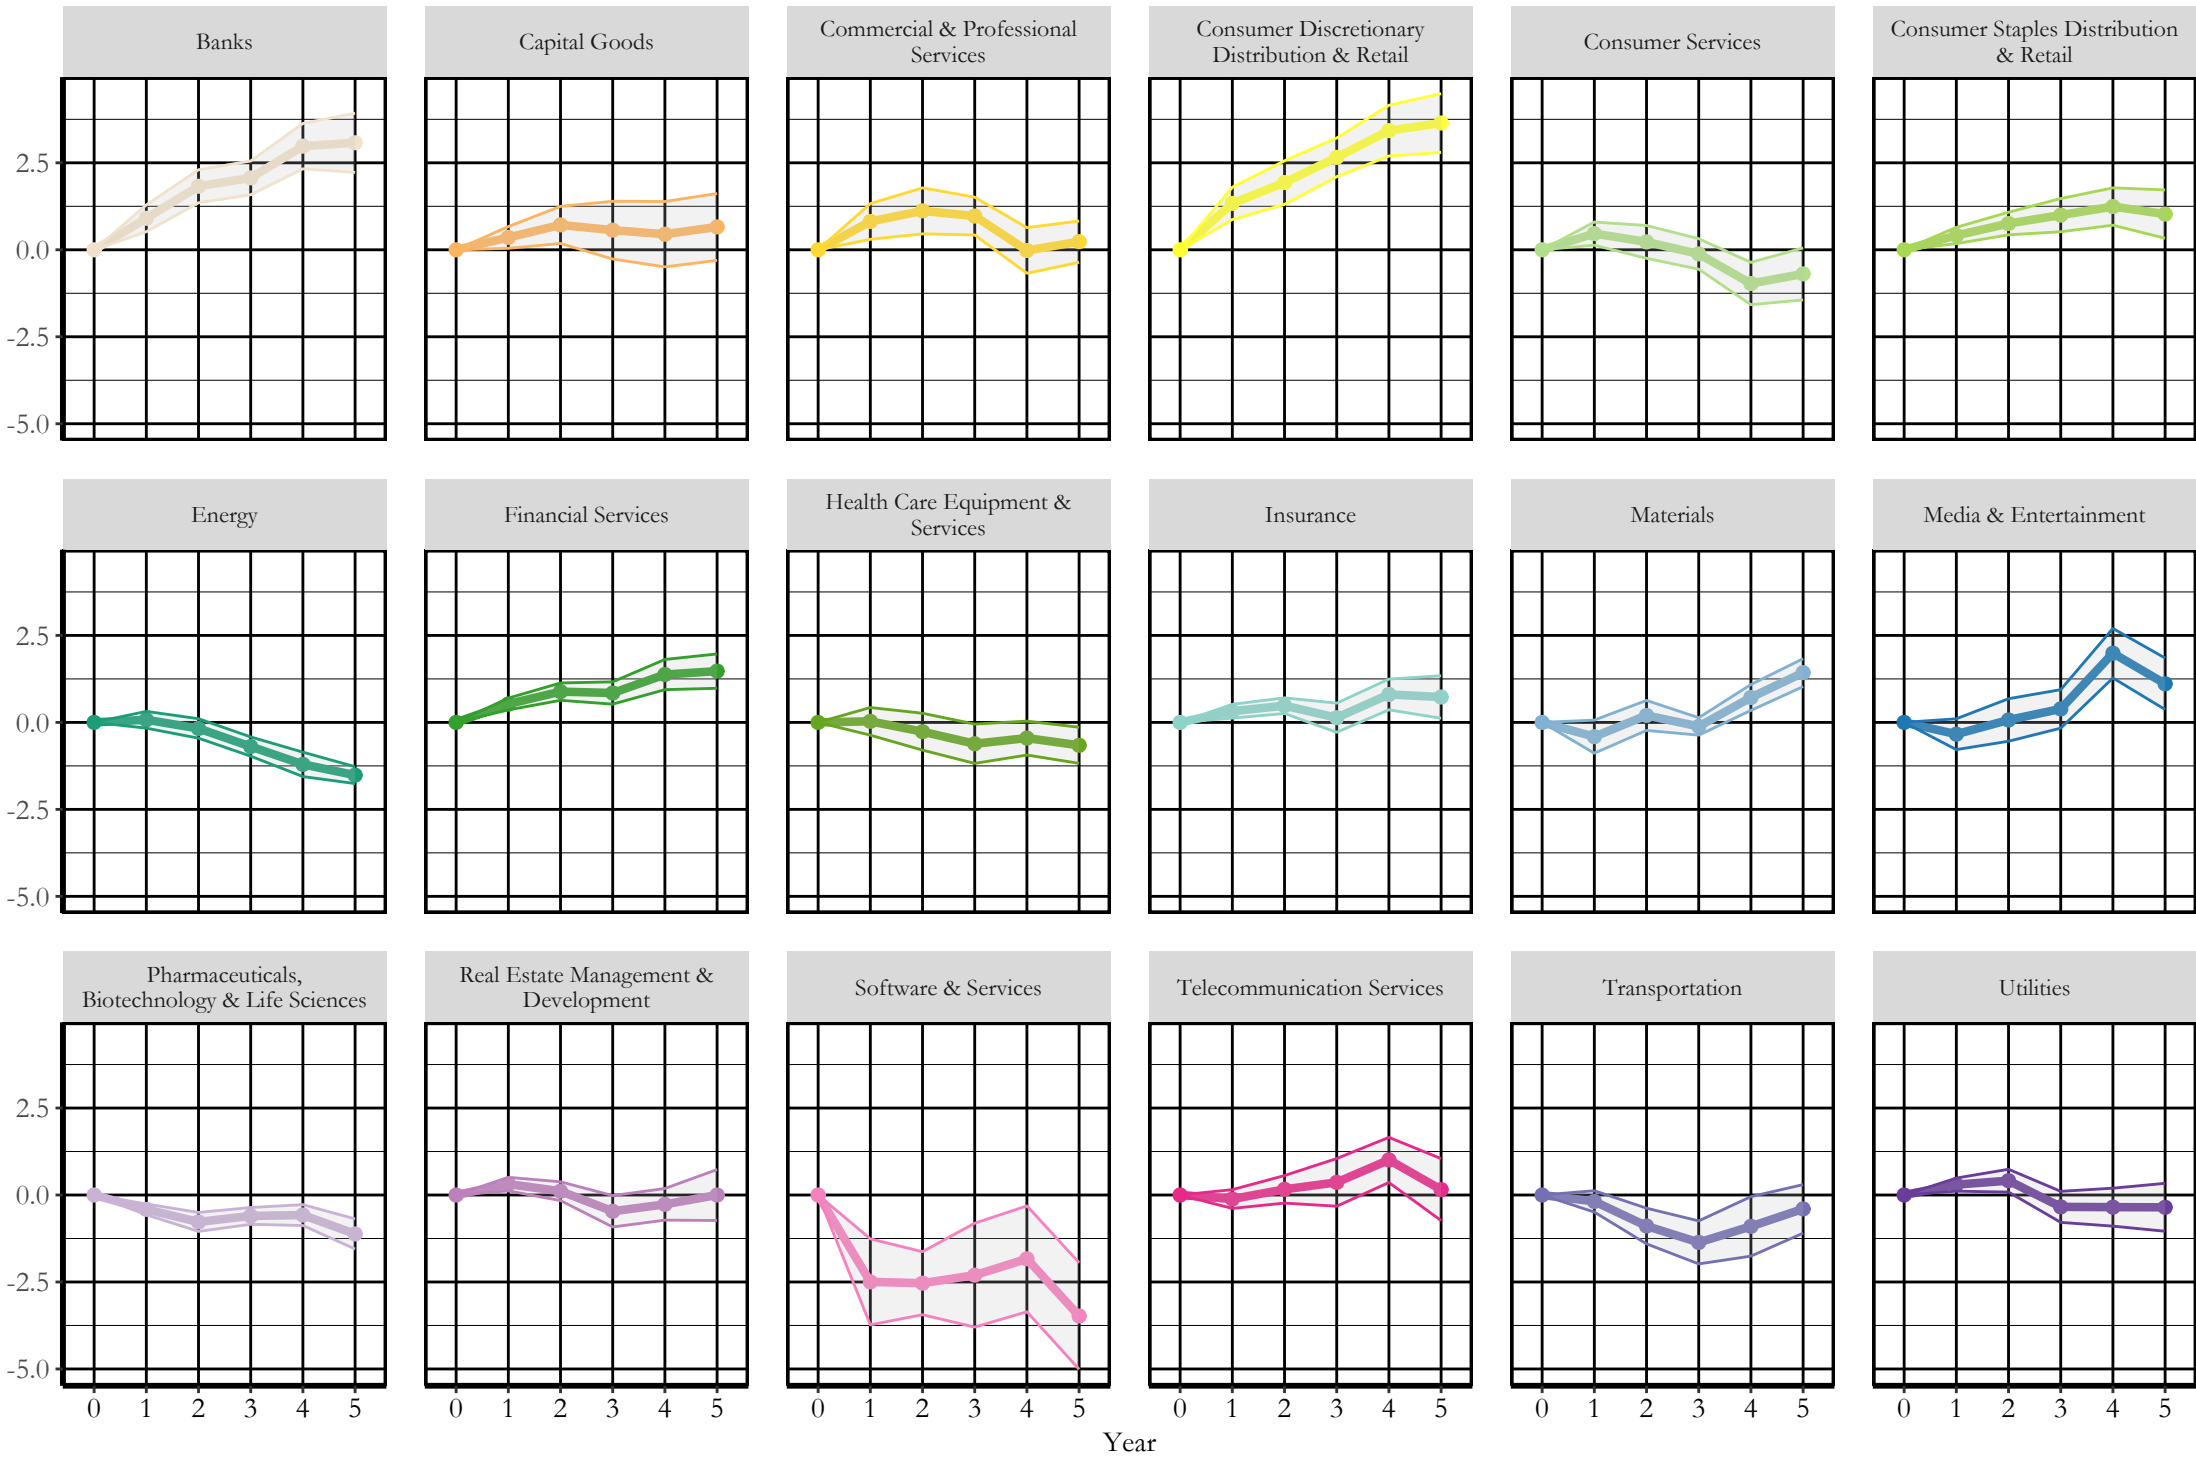 Banks
Capital Goods
Commercial & Professional
Services
Consumer Discretionary
Distribution & Retail
Consumer Services
Consumer Staples Distribution
& Retail
2.5
0.0
-2.5
-5.0
Energy
Financial Services
Health Care Equipment &
Services
Insurance
Materials
Media & Entertainment
2.5
0.0
-2.5
-5.0
Pharmaceuticals,
Biotechnology & Life Sciences
Real Estate Management &
Development
Software & Services
Telecommunication Services
Transportation
Utilities
2.5
0.0
-2.5
-5.0
0 1 2 3 4 5 0 1 2 3 4 5 0 1 2 3 4 5 0 1 2 3 4 5 0 1 2 3 4 5 0 1 2 3 4 5
Year